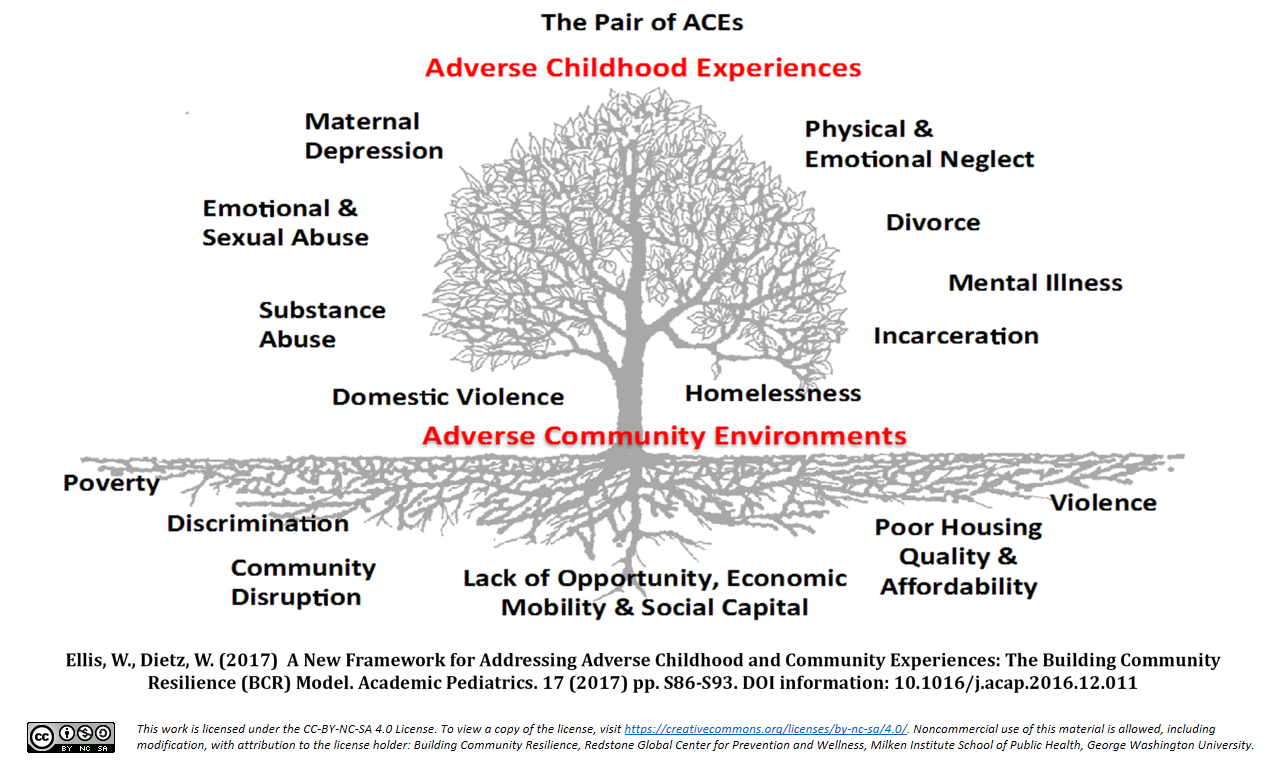 The Pair of ACEs
Adverse Childhood Experiences
Maternal
Depression
Physical &
Emotional Neglect
Emotional &
Sexual Abuse
Divorce
Mental Illness
Substance
Abuse
Incarceration
Domestic Violence
Homelessness
Adverse Community Environments
Poverty
Violence
Discrimination
Poor Housing
Quality &
Affordability
Community
Disruption
Lack of Opportunity, Economic
Mobility & Social Capital
Ellis, W., Dietz, W. (2017)  A New Framework for Addressing Adverse Childhood and Community Experiences: The Building Community
Resilience (BCR) Model. Academic Pediatrics. 17 (2017) pp. S86-S93. DOI information: 10.1016/j.acap.2016.12.011
cc
BY NC SA
This work is licensed under the CC-BY-NC-SA 4.0 License. To view a copy of the license, visit https://creativecommons.org/licenses/by-nc-sa/4.0/. Noncommercial use of this material is allowed, including
modification, with attribution to the license holder: Building Community Resilience, Redstone Global Center for Prevention and Wellness, Milken Institute School of Public Health, George Washington University.